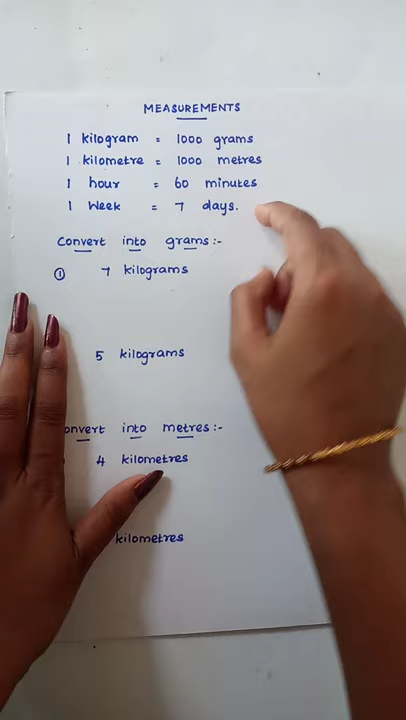 MEASUREMENTS
1 kilogram = 1000 grams
1 kilometre = 1000 metres
1 hour = 60 minutes
1 Week = 7 days.
Convert into grams:-
① 7 kilograms
5 kilograms
onvert into metres:-
4 kilometres
kilometres